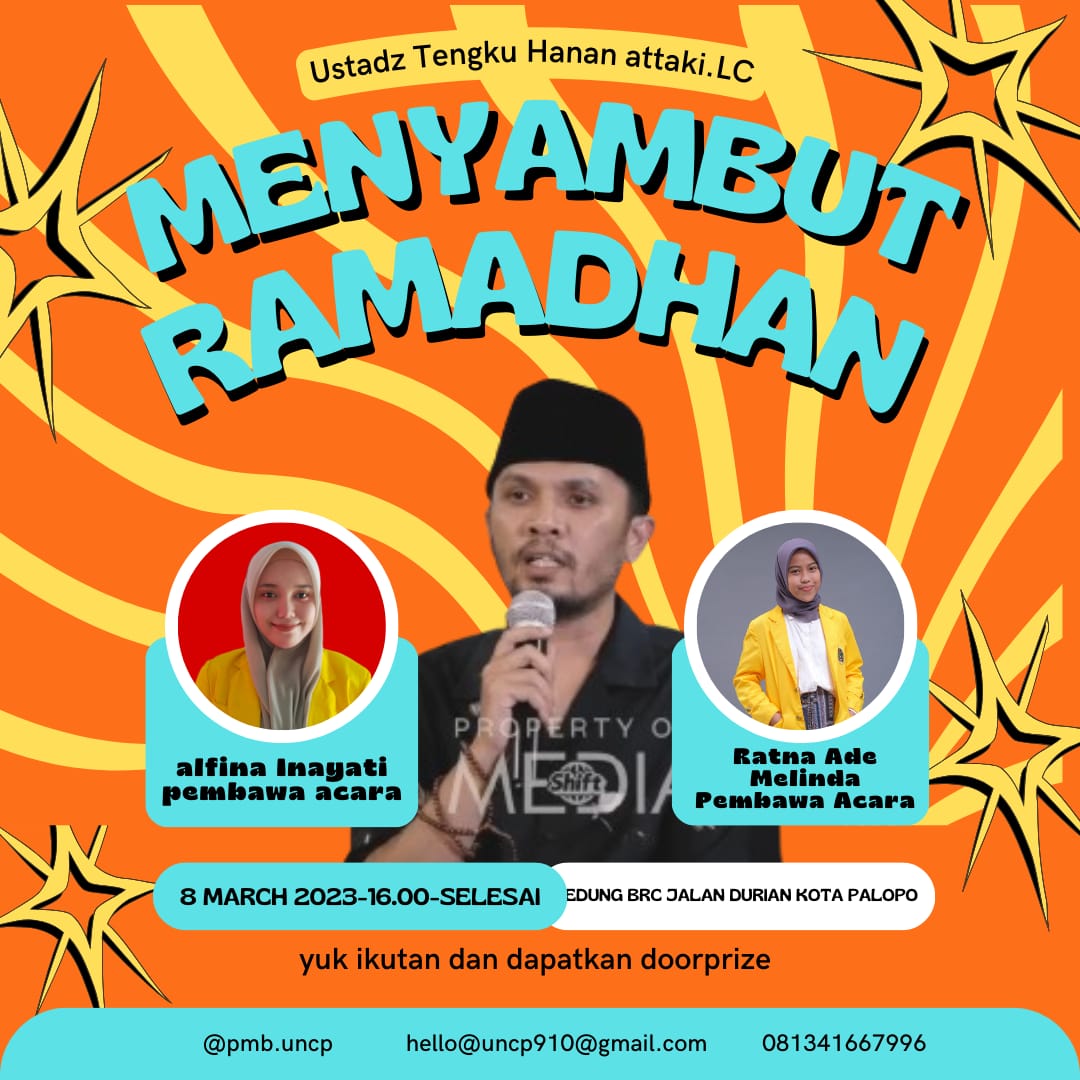 Ustadz Tengku Hanan attaki.LC
MENYAMBUT
RAMADHAN
PROPERTY O
MEDIA
Shift
alfina Inayati
pembawa acara
Ratna Ade
Melinda
Pembawa Acara
8 MARCH 2023-16.00-SELESAI
EDUNG BRC JALAN DURIAN KOTA PALOPO
yuk ikutan dan dapatkan doorprize
@pmb.uncp
hello@uncp910@gmail.com
081341667996